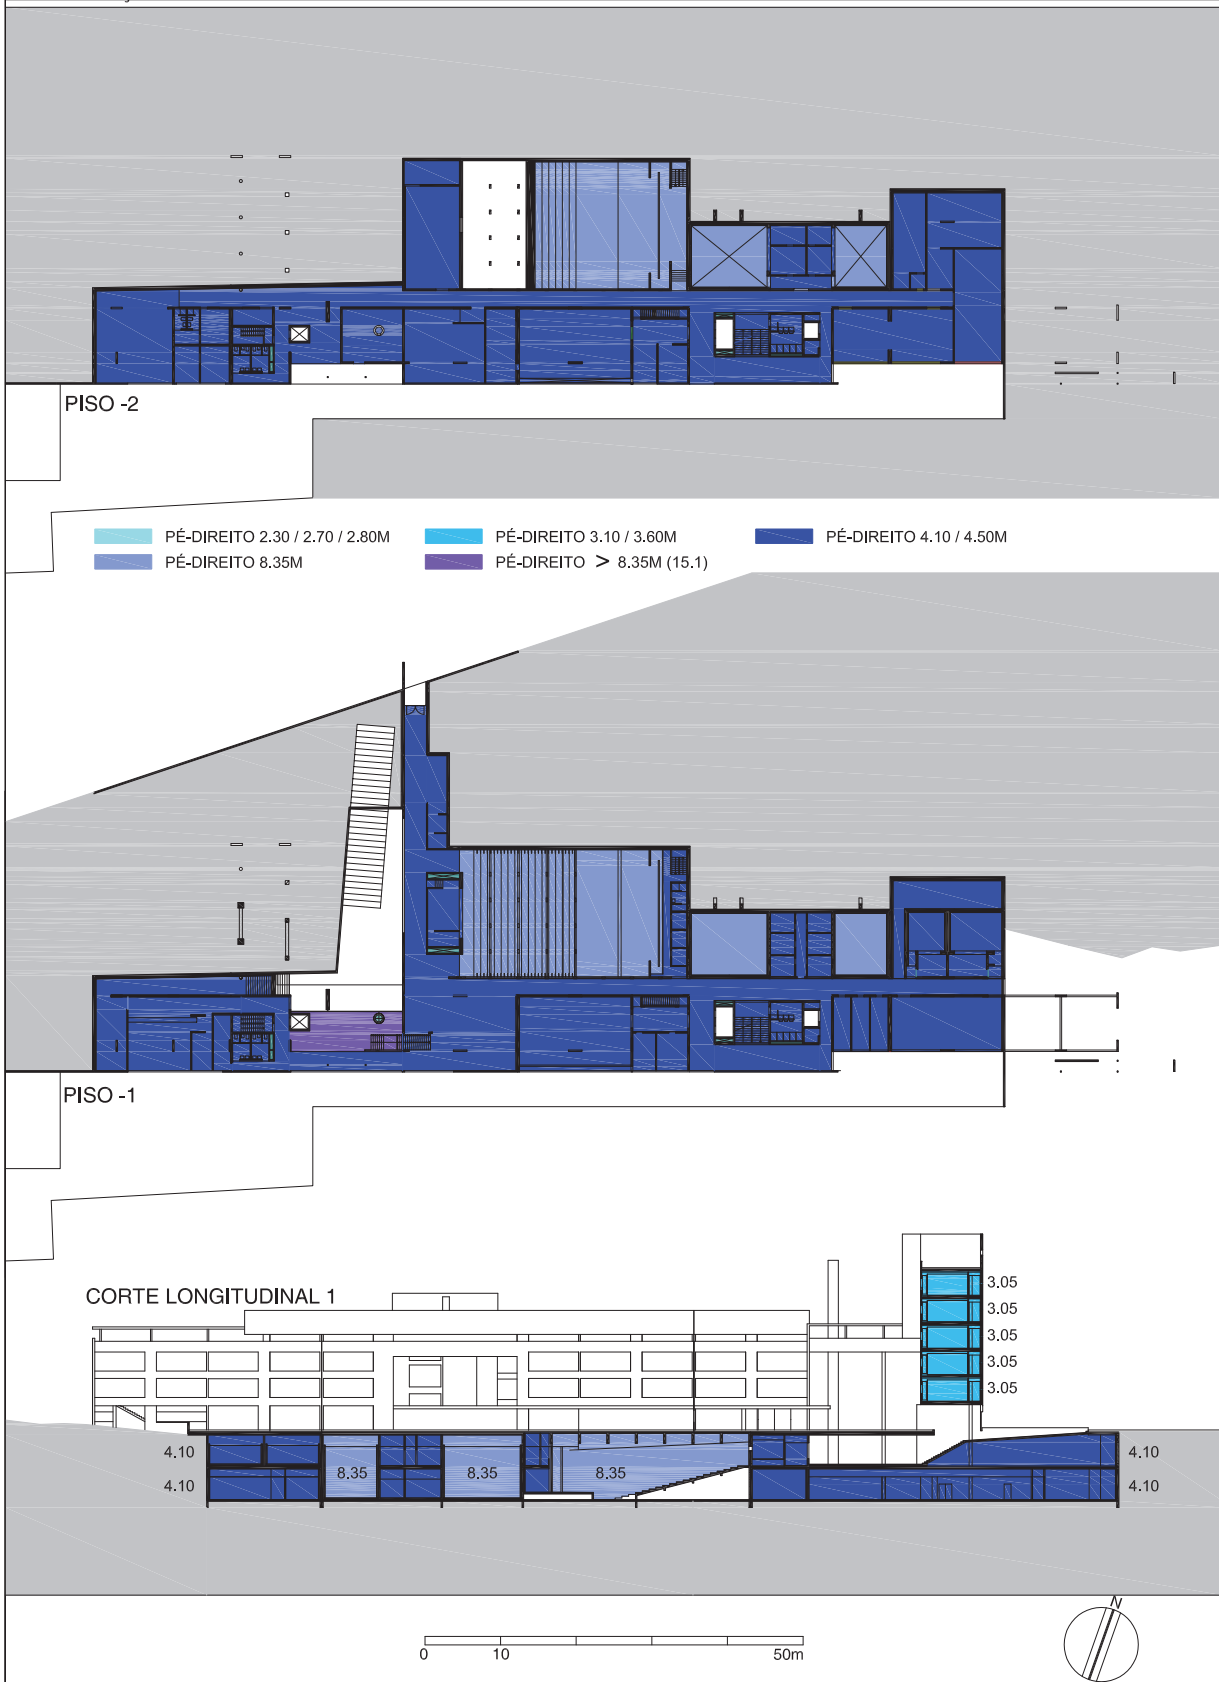 PISO -2
PÉ-DIREITO 2.30 / 2.70 / 2.80M
PÉ-DIREITO 3.10 / 3.60M
PÉ-DIREITO 4.10 / 4.50M
PÉ-DIREITO 8.35M
PÉ-DIREITO > 8.35M (15.1)
PISO -1
CORTE LONGITUDINAL 1
3.05
3.05
3.05
3.05
3.05
4.10
4.10
8.35
8.35
8.35
4.10
4.10
0 10 50m
N